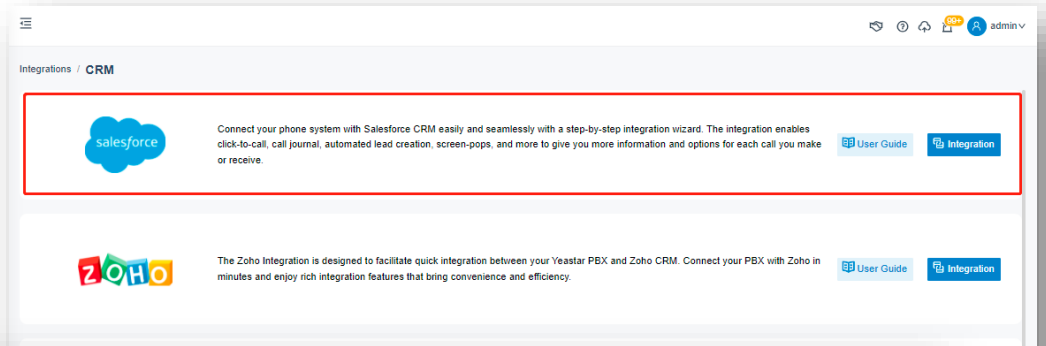 99+
admin
Integrations / CRM
salesforce
Connect your phone system with Salesforce CRM easily and seamlessly with a step-by-step integration wizard. The integration enables
click-to-call, call journal, automated lead creation, screen-pops, and more to give you more information and options for each call you make
or receive.
User Guide
Integration
ZOHO
The Zoho Integration is designed to facilitate quick integration between your Yeastar PBX and Zoho CRM. Connect your PBX with Zoho in
minutes and enjoy rich integration features that bring convenience and efficiency.
User Guide
Integration